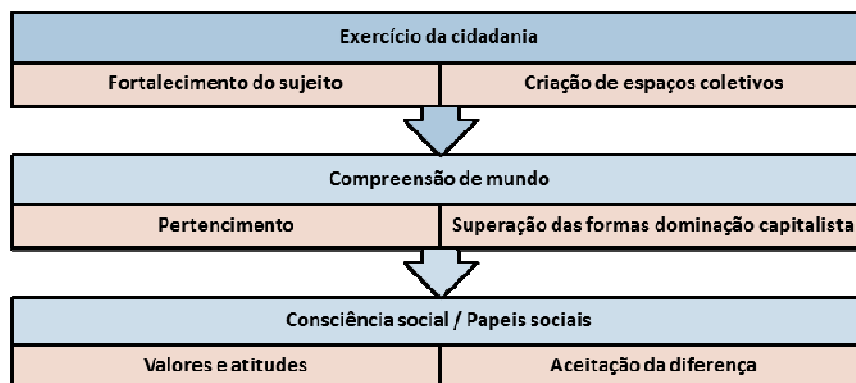 Exercício da cidadania
Fortalecimento do sujeito
Criação de espaços coletivos
Compreensão de mundo
Pertencimento
Superação das formas dominação capitalista
Consciência social / Papeis sociais
Valores e atitudes
Aceitação da diferença